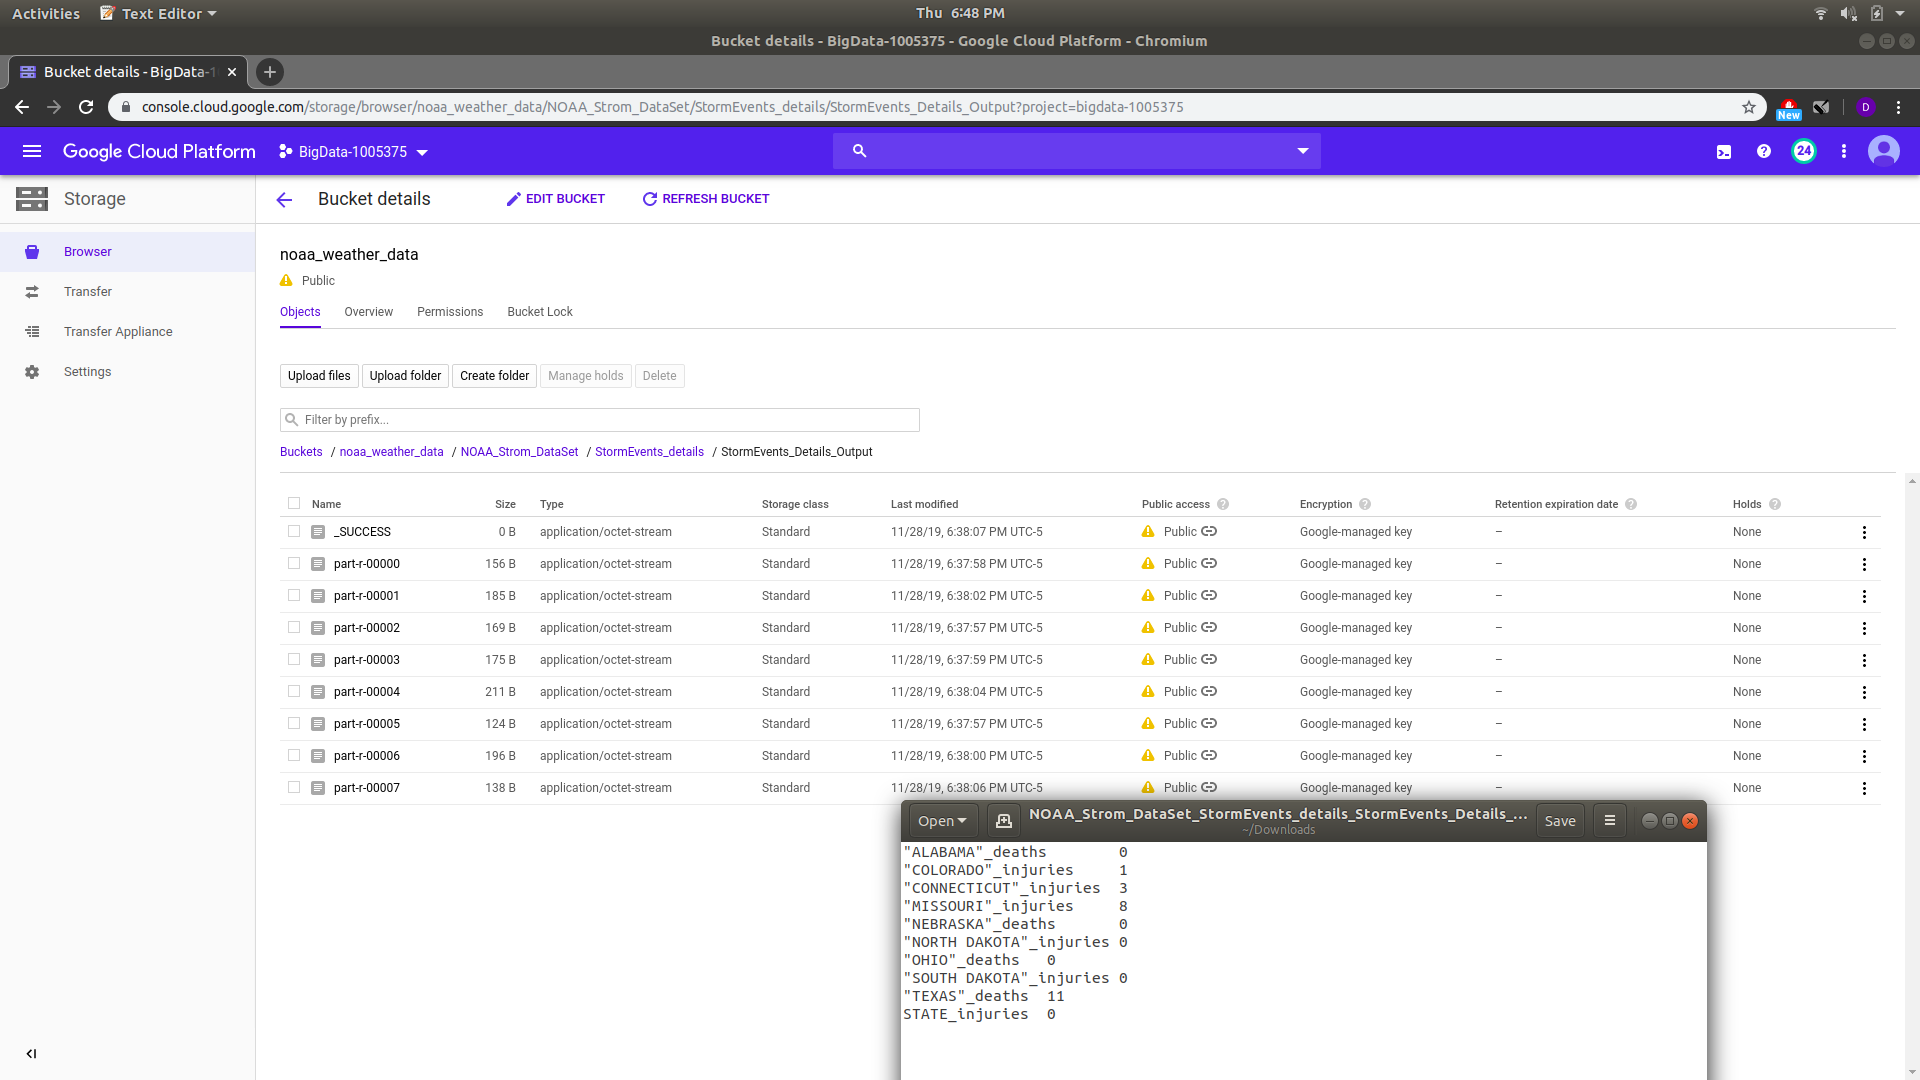 Activities Text Editor Thu 6:48 PM
Bucket details - BigData-1005375 - Google Cloud Platform - Chromium
Bucket details - BigData-1
console.cloud.google.com/storage/browser/noaa_weather_data/NOAA_Strom_DataSet/StormEvents_details/StormEvents_Details_Output?project=bigdata-1005375 New D
Google Cloud Platform BigData-1005375 24
Storage Bucket details EDIT BUCKET REFRESH BUCKET
Browser
Transfer
Transfer Appliance
Settings
noaa_weather_data
Public
Objects Overview Permissions Bucket Lock
Upload files Upload folder Create folder Manage holds Delete
Filter by prefix...
Buckets / noaa_weather_data / NOAA_Strom_DataSet / StormEvents_details / StormEvents_Details_Output
Name Size Type Storage class Last modified Public access Encryption Retention expiration date Holds
_SUCCESS 0 B application/octet-stream Standard 11/28/19, 6:38:07 PM UTC-5 Public Google-managed key – None
part-r-00000 156 B application/octet-stream Standard 11/28/19, 6:37:58 PM UTC-5 Public Google-managed key – None
part-r-00001 185 B application/octet-stream Standard 11/28/19, 6:38:02 PM UTC-5 Public Google-managed key – None
part-r-00002 169 B application/octet-stream Standard 11/28/19, 6:37:57 PM UTC-5 Public Google-managed key – None
part-r-00003 175 B application/octet-stream Standard 11/28/19, 6:37:59 PM UTC-5 Public Google-managed key – None
part-r-00004 211 B application/octet-stream Standard 11/28/19, 6:38:04 PM UTC-5 Public Google-managed key – None
part-r-00005 124 B application/octet-stream Standard 11/28/19, 6:37:57 PM UTC-5 Public Google-managed key – None
part-r-00006 196 B application/octet-stream Standard 11/28/19, 6:38:00 PM UTC-5 Public Google-managed key – None
part-r-00007 138 B application/octet-stream Standard 11/28/19, 6:38:06 PM UTC-5 Public Google-managed key – None
Open NOAA_Strom_DataSet_StormEvents_details_StormEvents_Details_... Save
~/Downloads
"ALABAMA"_deaths 0
"COLORADO"_injuries 1
"CONNECTICUT"_injuries 3
"MISSOURI"_injuries 8
"NEBRASKA"_deaths 0
"NORTH DAKOTA"_injuries 0
"OHIO"_deaths 0
"SOUTH DAKOTA"_injuries 0
"TEXAS"_deaths 11
STATE_injuries 0